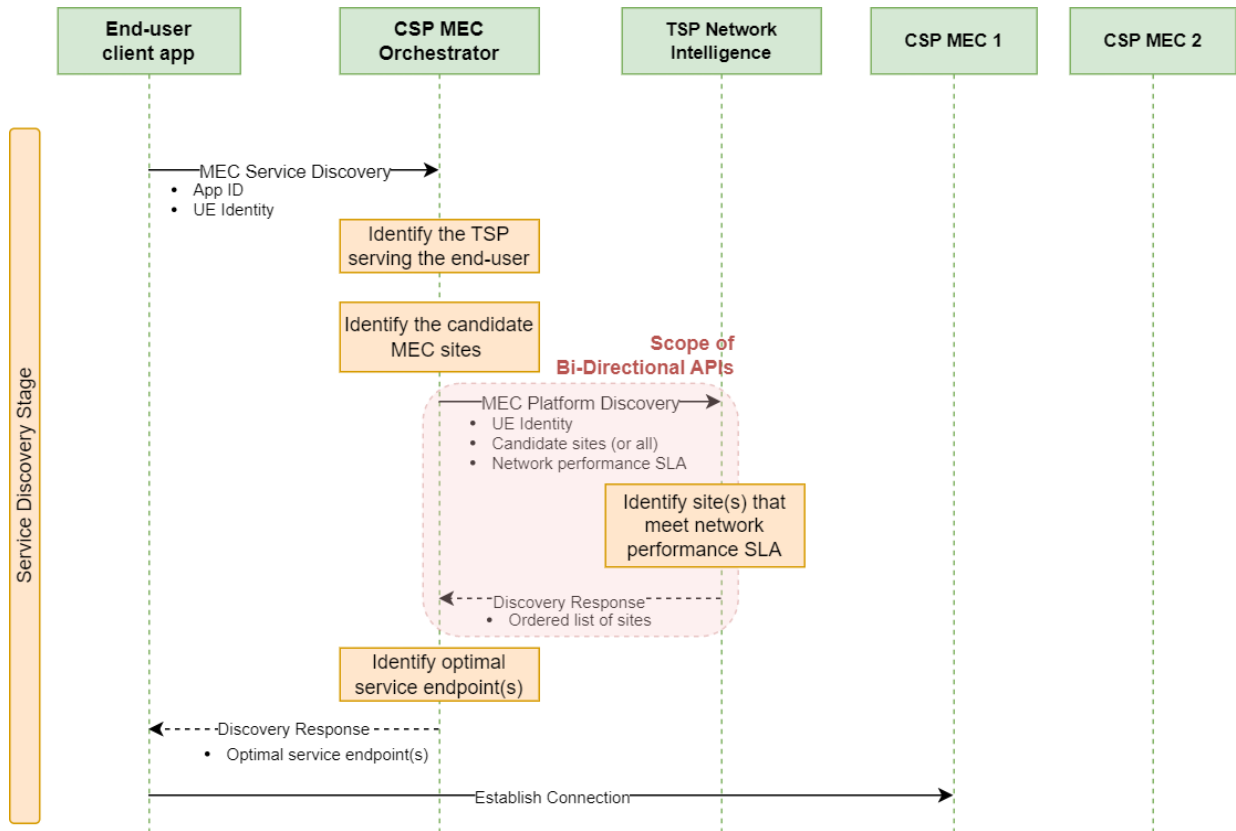 End-user
client app
CSP MEC
Orchestrator
TSP Network
Intelligence
CSP MEC 1
CSP MEC 2
Service Discovery Stage
MEC Service Discovery
• App ID
• UE Identity
Identify the TSP
serving the end-user
Identify the candidate
MEC sites
Scope of
Bi-Directional APIs
MEC Platform Discovery
• UE Identity
• Candidate sites (or all)
• Network performance SLA
Identify site(s) that
meet network
performance SLA
Discovery Response
• Ordered list of sites
Identify optimal
service endpoint(s)
Discovery Response
• Optimal service endpoint(s)
Establish Connection